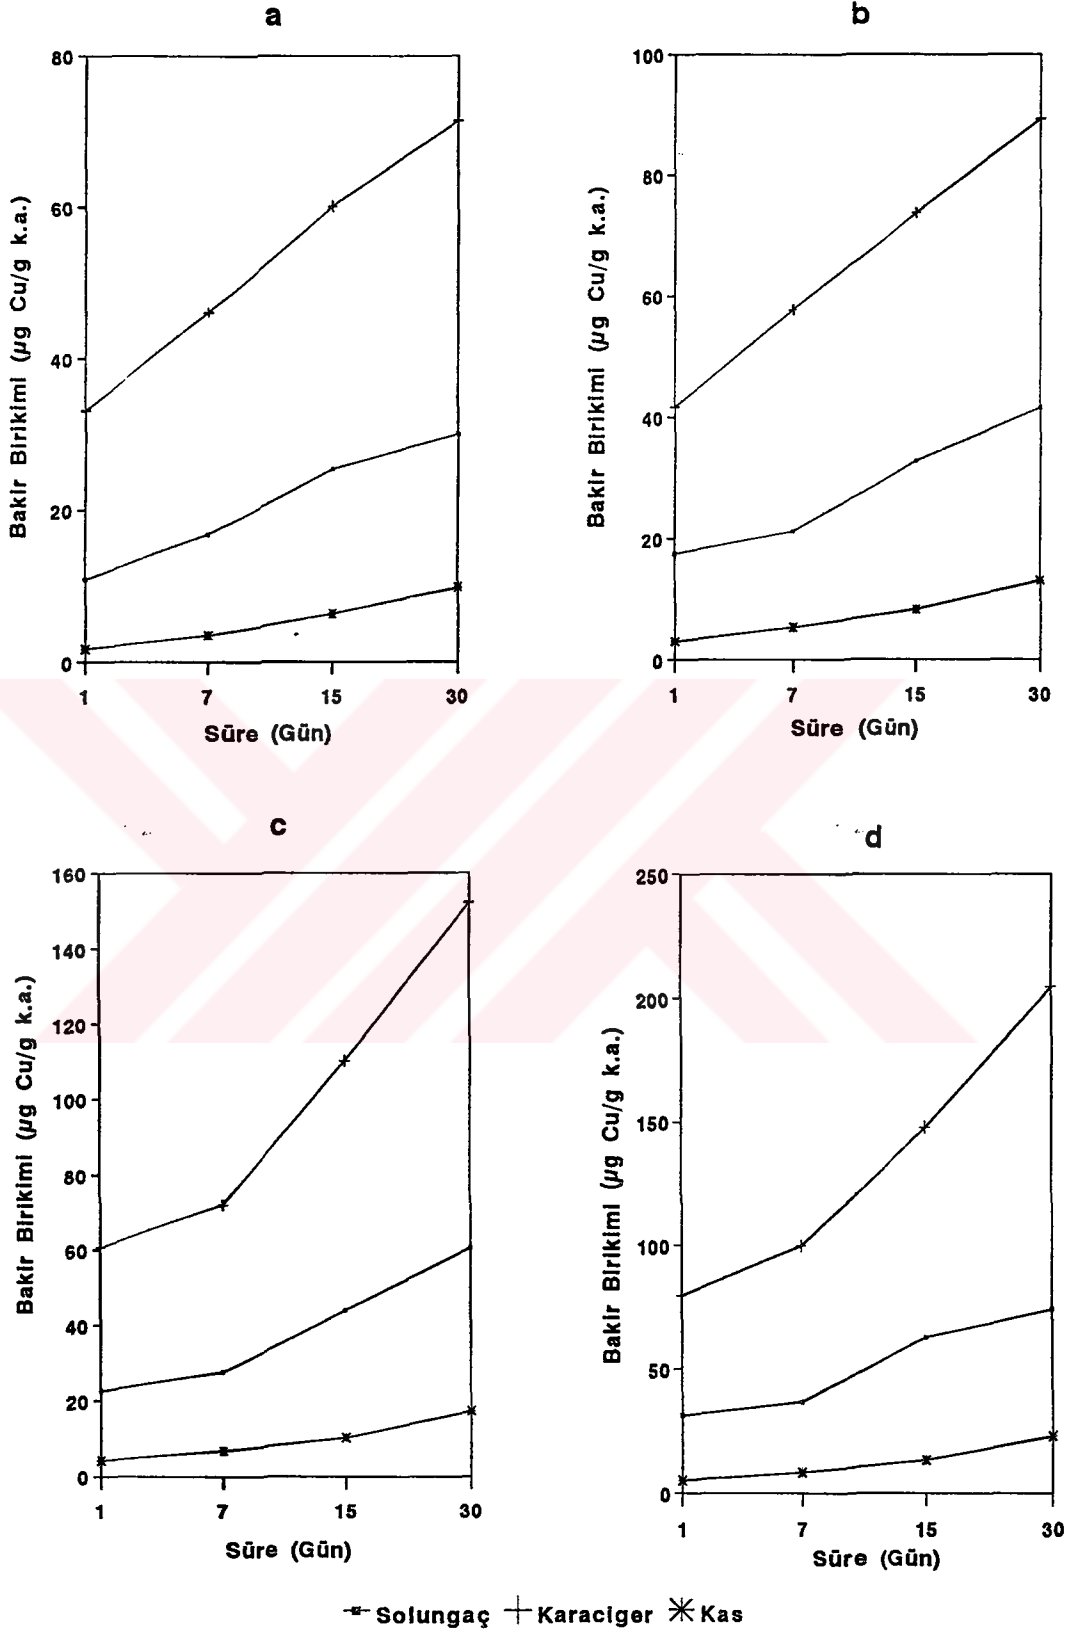 a
b
80
60
40
20
0
Bakir Birikimi (µg Cu/g k.a.)
1 7 15 30
Süre (Gün)
100
80
60
40
20
0
Bakir Birikimi (µg Cu/g k.a.)
1 7 15 30
Süre (Gün)
c
d
160
140
120
100
80
60
40
20
0
Bakir Birikimi (µg Cu/g k.a.)
1 7 15 30
Süre (Gün)
250
200
150
100
50
0
Bakir Birikimi (µg Cu/g k.a.)
1 7 15 30
Süre (Gün)
Solungaç Karaciger Kas